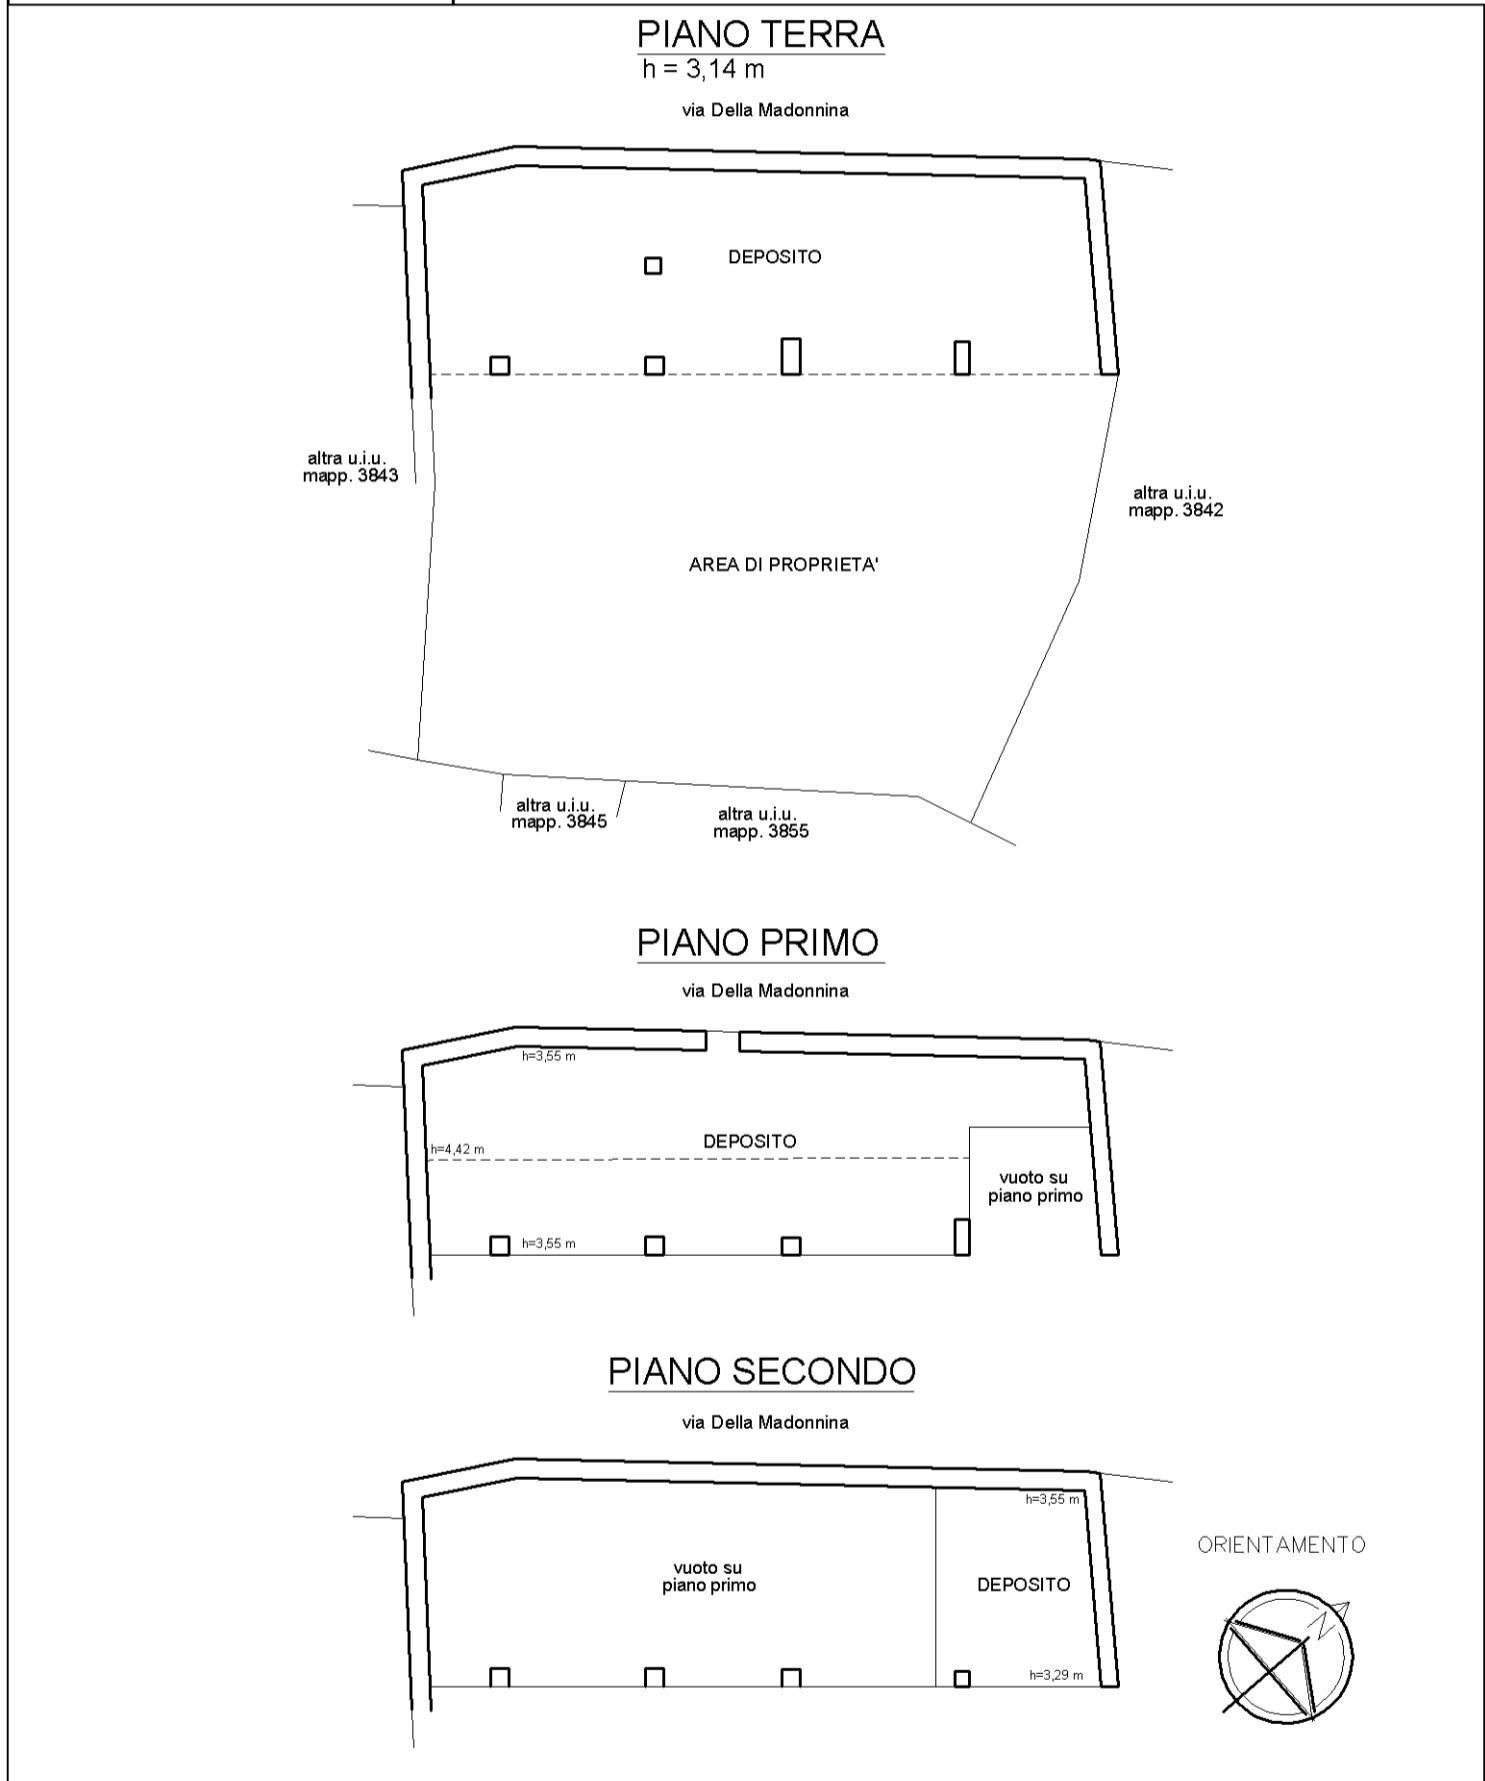 PIANO TERRA
h = 3,14 m
via Della Madonnina
DEPOSITO
altra u.i.u.
mapp. 3843
altra u.i.u.
mapp. 3842
AREA DI PROPRIETA'
altra u.i.u.
mapp. 3845
altra u.i.u.
mapp. 3855
PIANO PRIMO
via Della Madonnina
h=3,55 m
DEPOSITO
h=4,42 m
vuoto su
piano primo
h=3,55 m
PIANO SECONDO
via Della Madonnina
h=3,55 m
vuoto su
piano primo
DEPOSITO
h=3,29 m
ORIENTAMENTO
N